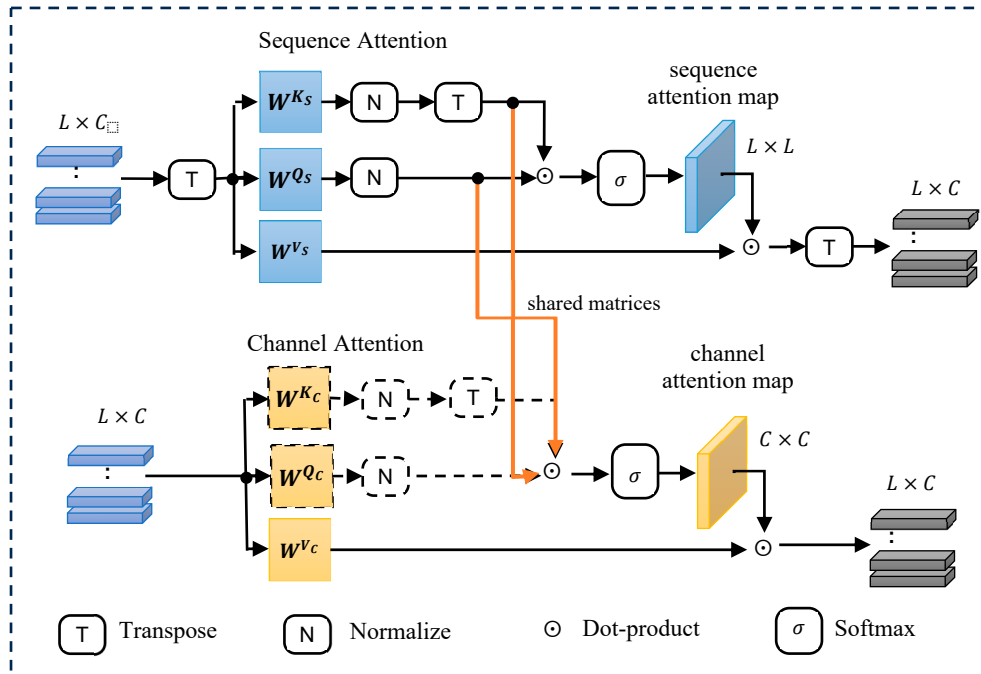 Sequence Attention
sequence
attention map
L × C
W^{K_S}
N
T
L × L
T
W^{Q_S}
N
⊙
σ
L × C
W^{V_S}
⊙
T
shared matrices
Channel Attention
channel
attention map
W^{K_C}
N
T
L × C
C × C
W^{Q_C}
N
⊙
σ
L × C
W^{V_C}
⊙
T Transpose
N Normalize
⊙ Dot-product
σ Softmax